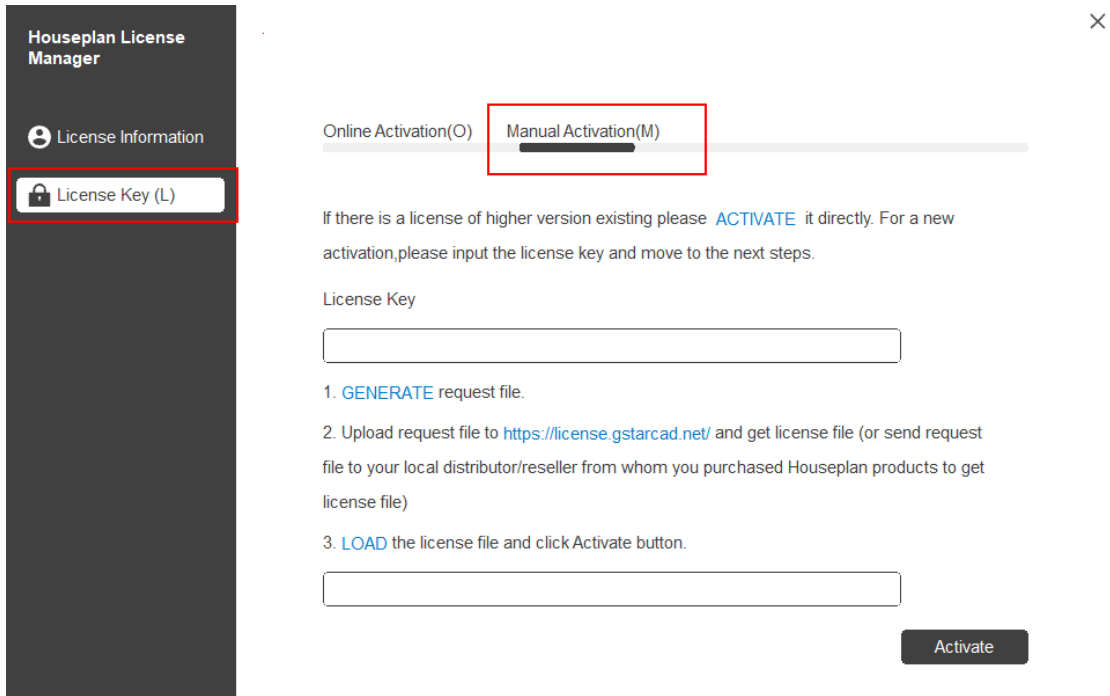 Houseplan License
Manager
License Information
License Key (L)
Online Activation(O)
Manual Activation(M)
If there is a license of higher version existing please ACTIVATE it directly. For a new
activation,please input the license key and move to the next steps.
License Key
1. GENERATE request file.
2. Upload request file to https://license.gstarcad.net/ and get license file (or send request
file to your local distributor/reseller from whom you purchased Houseplan products to get
license file)
3. LOAD the license file and click Activate button.
Activate